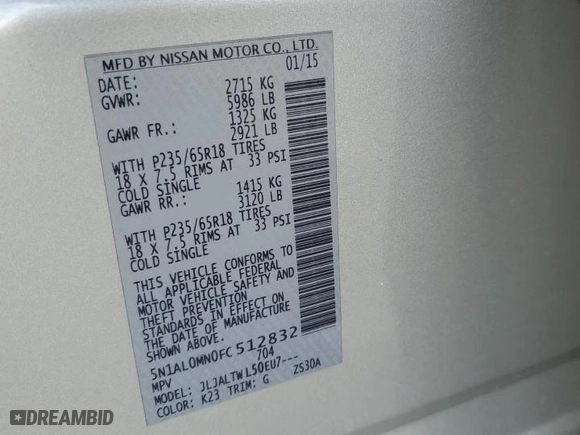 MFD BY NISSAN MOTOR CO., LTD.
DATE: 01/15
GVWR: 2715 KG
5986 LB
GAWR FR.: 1325 KG
2921 LB
WITH P235/65R18 TIRES
18 X 7.5 RIMS AT 33 PSI
COLD SINGLE
GAWR RR.: 1415 KG
3120 LB
WITH P235/65R18 TIRES
18 X 7.5 RIMS AT 33 PSI
COLD SINGLE
THIS VEHICLE CONFORMS TO
ALL APPLICABLE FEDERAL
MOTOR VEHICLE SAFETY AND
THEFT PREVENTION
STANDARDS IN EFFECT ON
THE DATE OF MANUFACTURE
5N1AL0MN0FC512832
MPV 704
MODEL: JLJALTWL50EU7---
COLOR: K23 TRIM: G ZS30A
DREAMBID